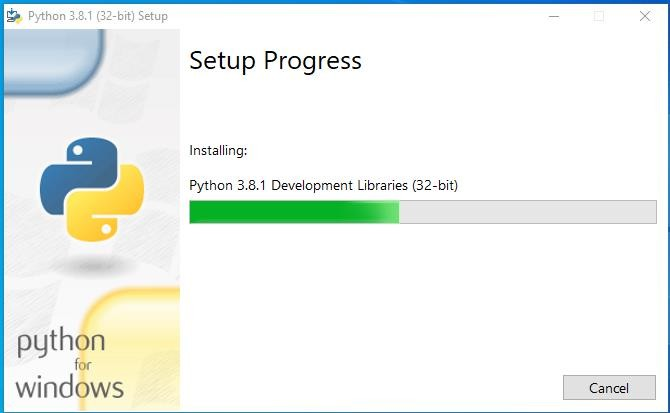 Python 3.8.1 (32-bit) Setup
Setup Progress
Installing:
Python 3.8.1 Development Libraries (32-bit)
python
for
windows
Cancel